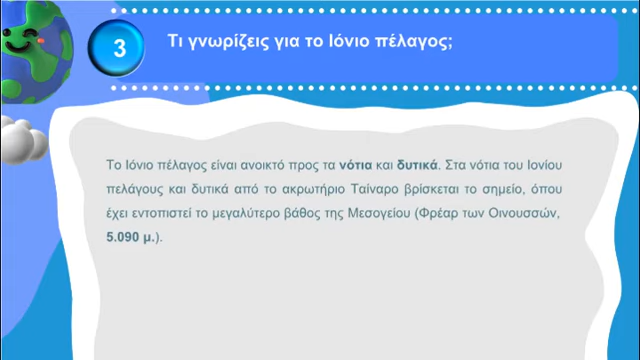 3
Τι γνωρίζεις για το Ιόνιο πέλαγος;
Το Ιόνιο πέλαγος είναι ανοικτό προς τα νότια και δυτικά. Στα νότια του Ιονίου
πελάγους και δυτικά από το ακρωτήριο Ταίναρο βρίσκεται το σημείο, όπου
έχει εντοπιστεί το μεγαλύτερο βάθος της Μεσογείου (Φρέαρ των Οινουσσών,
5.090 μ.).